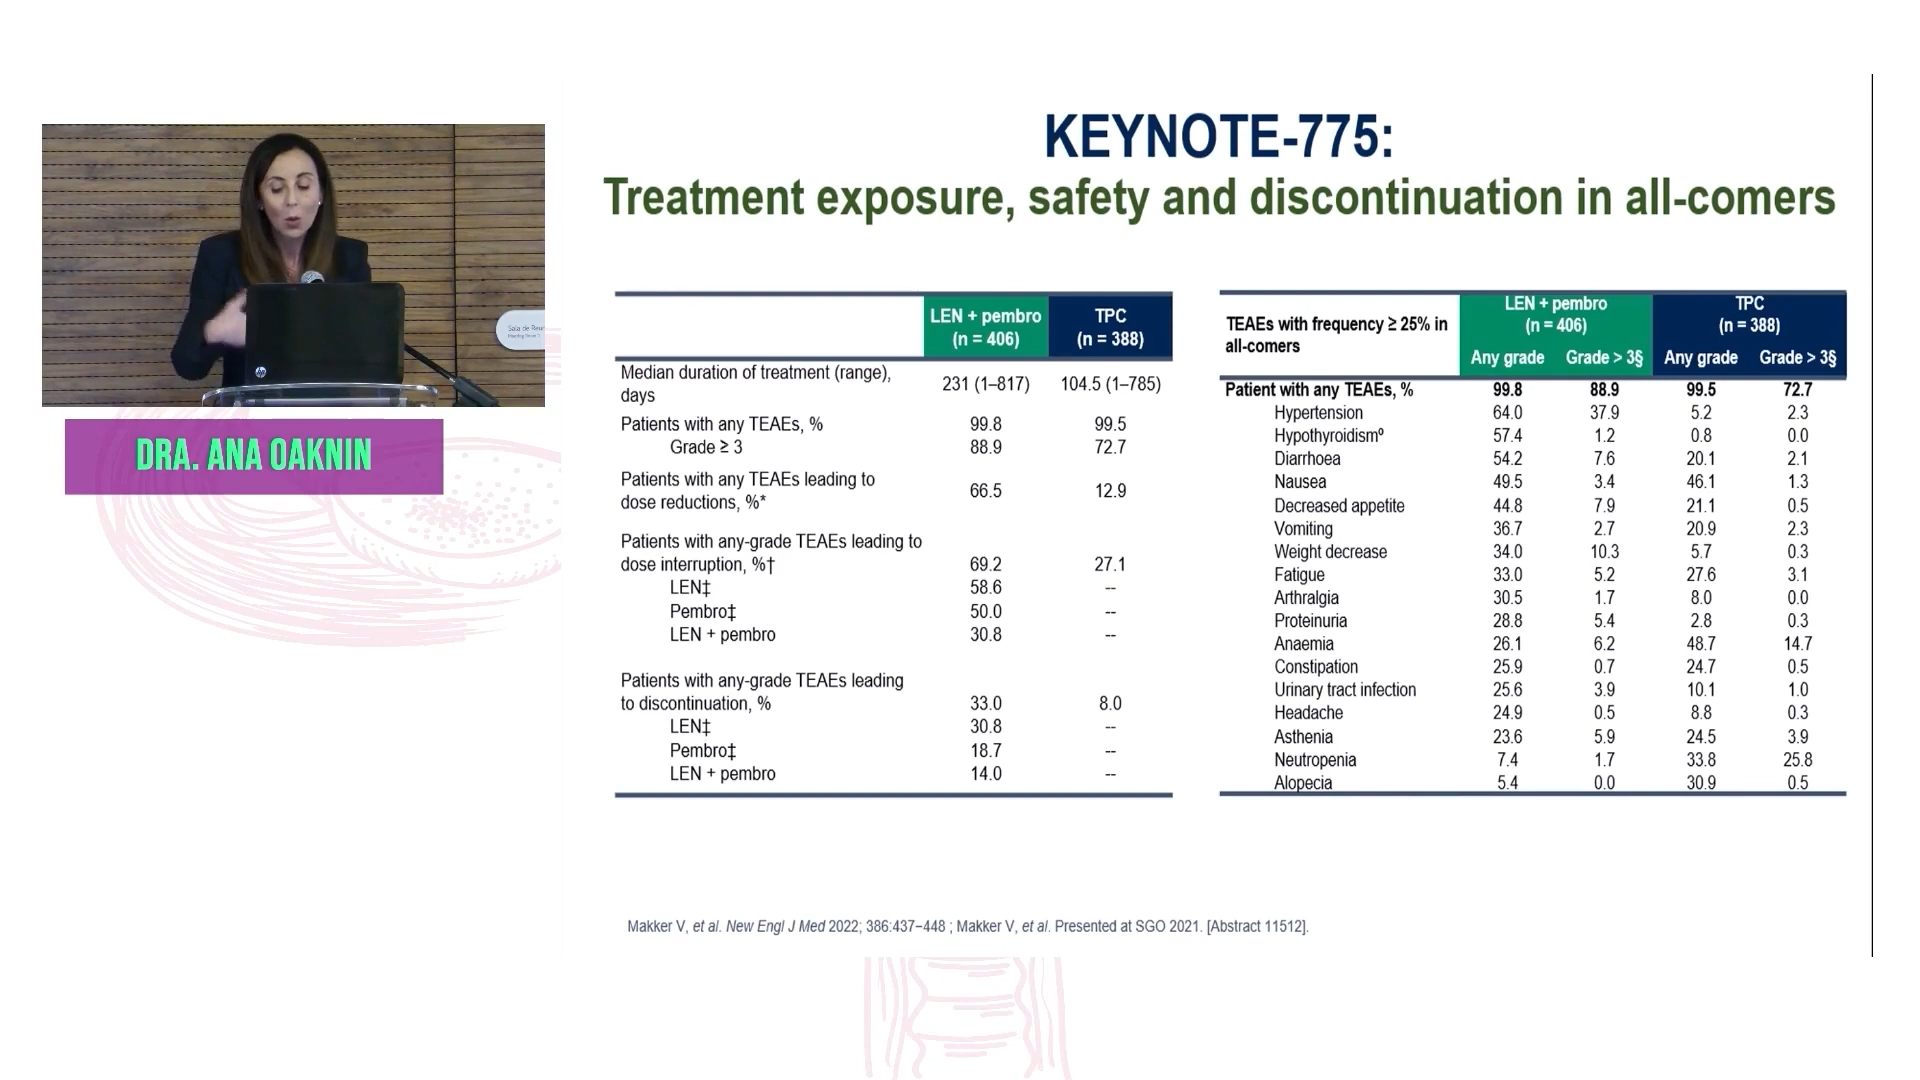 KEYNOTE-775:
Treatment exposure, safety and discontinuation in all-comers
DRA. ANA OAKNIN
Sala de
hp
LEN + pembro TPC
(n = 406) (n = 388)
Median duration of treatment (range),
days 231 (1–817) 104.5 (1–785)
Patients with any TEAEs, % 99.8 99.5
Grade ≥ 3 88.9 72.7
Patients with any TEAEs leading to
dose reductions, %* 66.5 12.9
Patients with any-grade TEAEs leading to
dose interruption, %† 69.2 27.1
LEN‡ 58.6 --
Pembro‡ 50.0 --
LEN + pembro 30.8 --
Patients with any-grade TEAEs leading
to discontinuation, % 33.0 8.0
LEN‡ 30.8 --
Pembro‡ 18.7 --
LEN + pembro 14.0 --
TEAEs with frequency ≥ 25% in
all-comers
LEN + pembro TPC
(n = 406) (n = 388)
Any grade Grade > 3§ Any grade Grade > 3§
Patient with any TEAEs, % 99.8 88.9 99.5 72.7
Hypertension 64.0 37.9 5.2 2.3
Hypothyroidismº 57.4 1.2 0.8 0.0
Diarrhoea 54.2 7.6 20.1 2.1
Nausea 49.5 3.4 46.1 1.3
Decreased appetite 44.8 7.9 21.1 0.5
Vomiting 36.7 2.7 20.9 2.3
Weight decrease 34.0 10.3 5.7 0.3
Fatigue 33.0 5.2 27.6 3.1
Arthralgia 30.5 1.7 8.0 0.0
Proteinuria 28.8 5.4 2.8 0.3
Anaemia 26.1 6.2 48.7 14.7
Constipation 25.9 0.7 24.7 0.5
Urinary tract infection 25.6 3.9 10.1 1.0
Headache 24.9 0.5 8.8 0.3
Asthenia 23.6 5.9 24.5 3.9
Neutropenia 7.4 1.7 33.8 25.8
Alopecia 5.4 0.0 30.9 0.5
Makker V, et al. New Engl J Med 2022; 386:437–448 ; Makker V, et al. Presented at SGO 2021. [Abstract 11512].